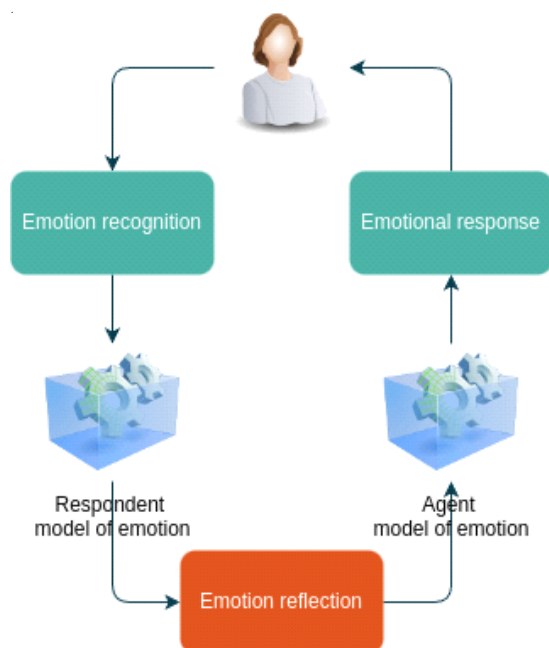 Emotion recognition
Emotional response
Respondent
model of emotion
Agent
model of emotion
Emotion reflection